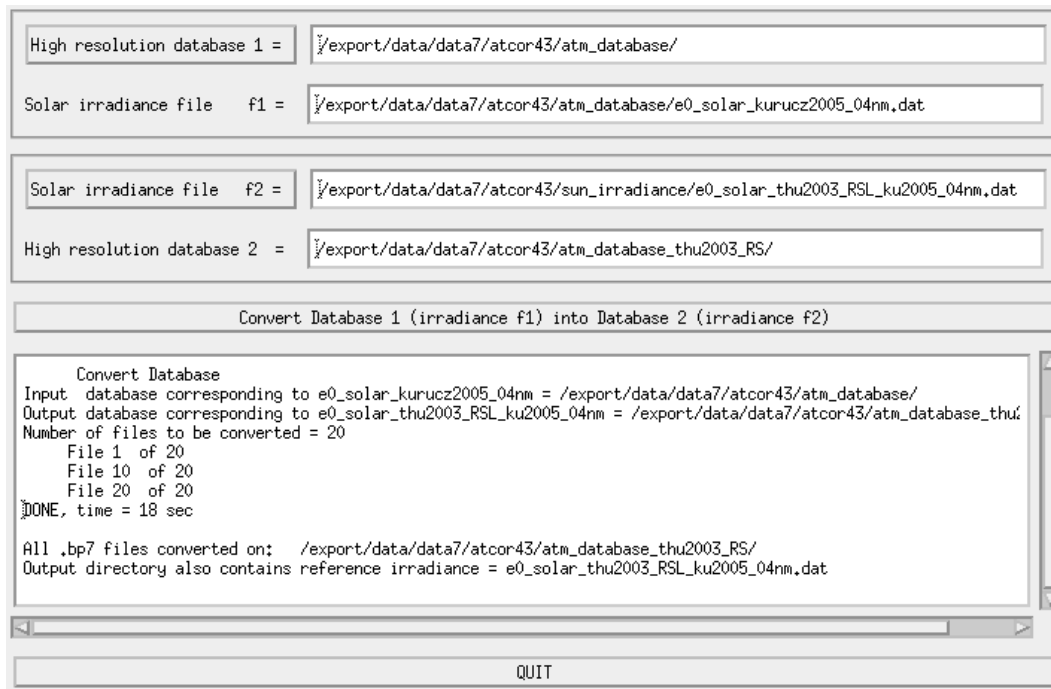 High resolution database 1 = /export/data/data7/atcor43/atm_database/
Solar irradiance file f1 = /export/data/data7/atcor43/atm_database/e0_solar_kurucz2005_04nm.dat
Solar irradiance file f2 = /export/data/data7/atcor43/sun_irradiance/e0_solar_thu2003_RSL_ku2005_04nm.dat
High resolution database 2 = /export/data/data7/atcor43/atm_database_thu2003_RS/
Convert Database 1 (irradiance f1) into Database 2 (irradiance f2)
Convert Database
Input database corresponding to e0_solar_kurucz2005_04nm = /export/data/data7/atcor43/atm_database/
Output database corresponding to e0_solar_thu2003_RSL_ku2005_04nm = /export/data/data7/atcor43/atm_database_thu2
Number of files to be converted = 20
File 1 of 20
File 10 of 20
File 20 of 20
DONE, time = 18 sec
All .bp7 files converted on: /export/data/data7/atcor43/atm_database_thu2003_RS/
Output directory also contains reference irradiance = e0_solar_thu2003_RSL_ku2005_04nm.dat
QUIT